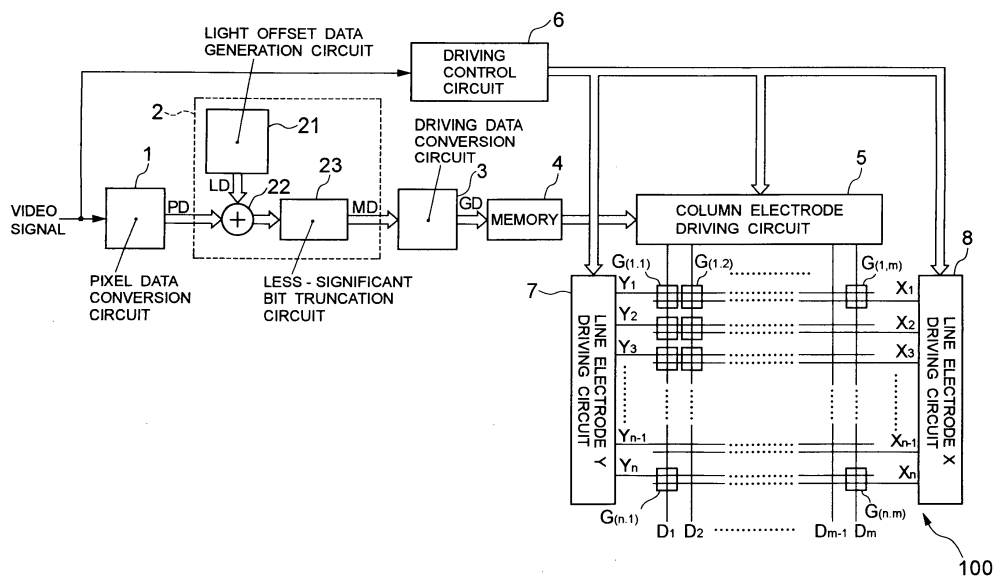 LIGHT OFFSET DATA
GENERATION CIRCUIT
6
DRIVING
CONTROL
CIRCUIT
2
21
DRIVING DATA
CONVERSION
CIRCUIT
1
LD
22
23
3
4
5
VIDEO
SIGNAL
PD
+
MD
GD
MEMORY
COLUMN ELECTRODE
DRIVING CIRCUIT
PIXEL DATA
CONVERSION
CIRCUIT
LESS - SIGNIFICANT
BIT TRUNCATION
CIRCUIT
7
8
G(1.1)
G(1.2)
G(1,m)
Y1
X1
Y2
X2
Y3
X3
LINE ELECTRODE Y
DRIVING CIRCUIT
LINE ELECTRODE X
DRIVING CIRCUIT
Yn-1
Xn-1
Yn
Xn
G(n.1)
G(n.m)
D1
D2
Dm-1
Dm
100